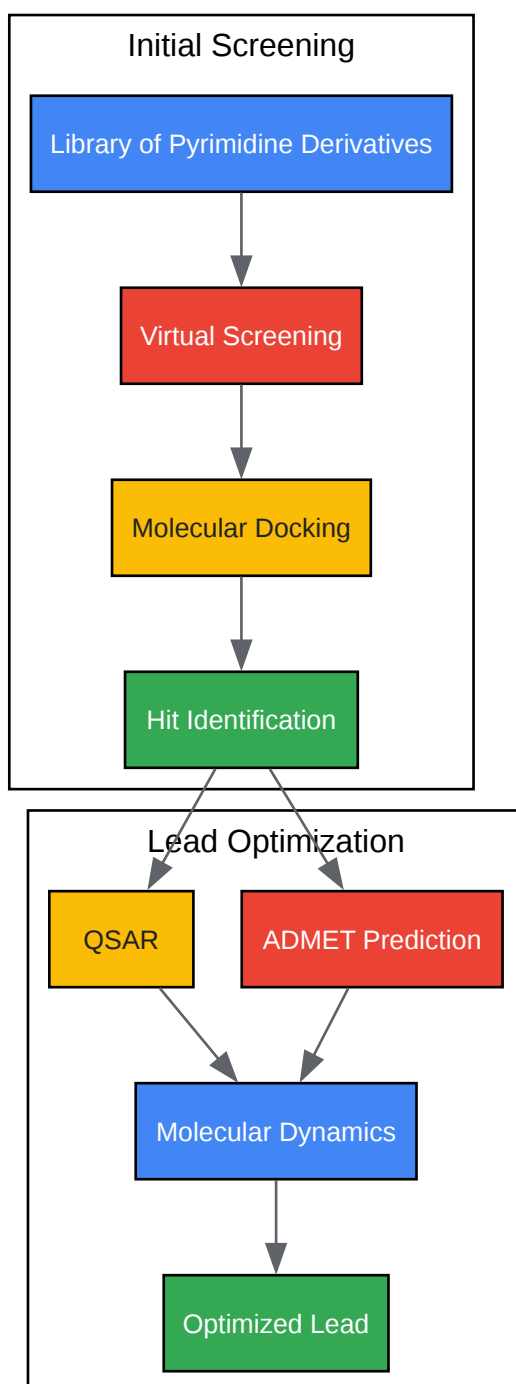 Initial Screening
Library of Pyrimidine Derivatives
Virtual Screening
Molecular Docking
Hit Identification
Lead Optimization
QSAR
ADMET Prediction
Molecular Dynamics
Optimized Lead